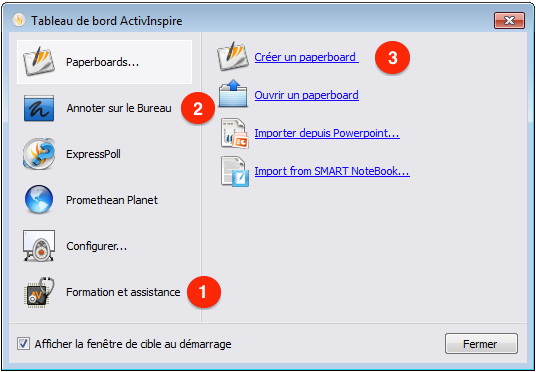 Tableau de bord ActivInspire
Paperboards...
Annoter sur le Bureau
2
ExpressPoll
Promethean Planet
Configurer...
Formation et assistance
1
Créer un paperboard
3
Ouvrir un paperboard
Importer depuis Powerpoint...
Import from SMART NoteBook...
Afficher la fenêtre de cible au démarrage
Fermer